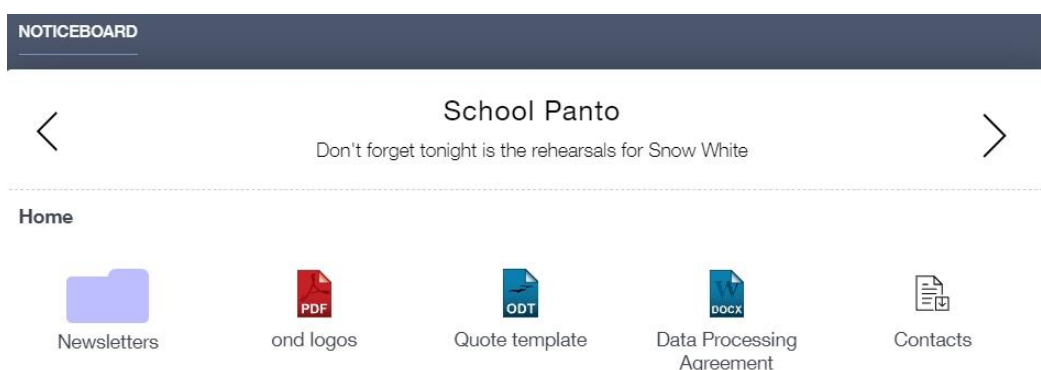 NOTICEBOARD
School Panto
Don't forget tonight is the rehearsals for Snow White
Home
PDF
ODT
W
DOCX
Newsletters
ond logos
Quote template
Data Processing
Agreement
Contacts